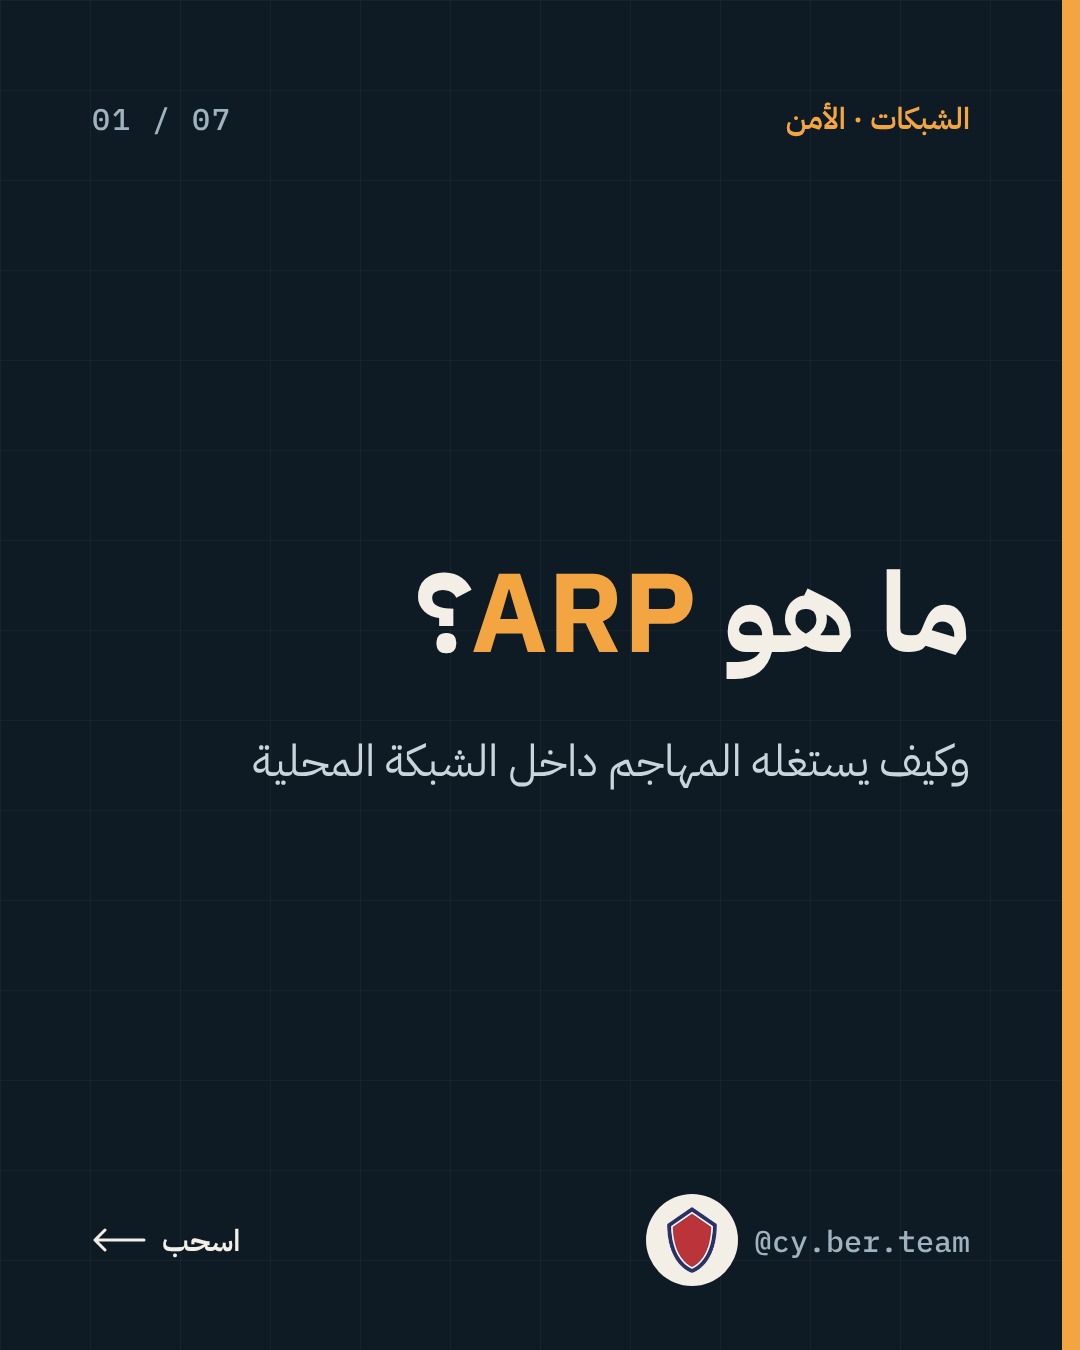 الشبكات · الأمن
01 / 07
ما هو ARP؟
وكيف يستغله المهاجم داخل الشبكة المحلية
@cy.ber.team
اسحب ←